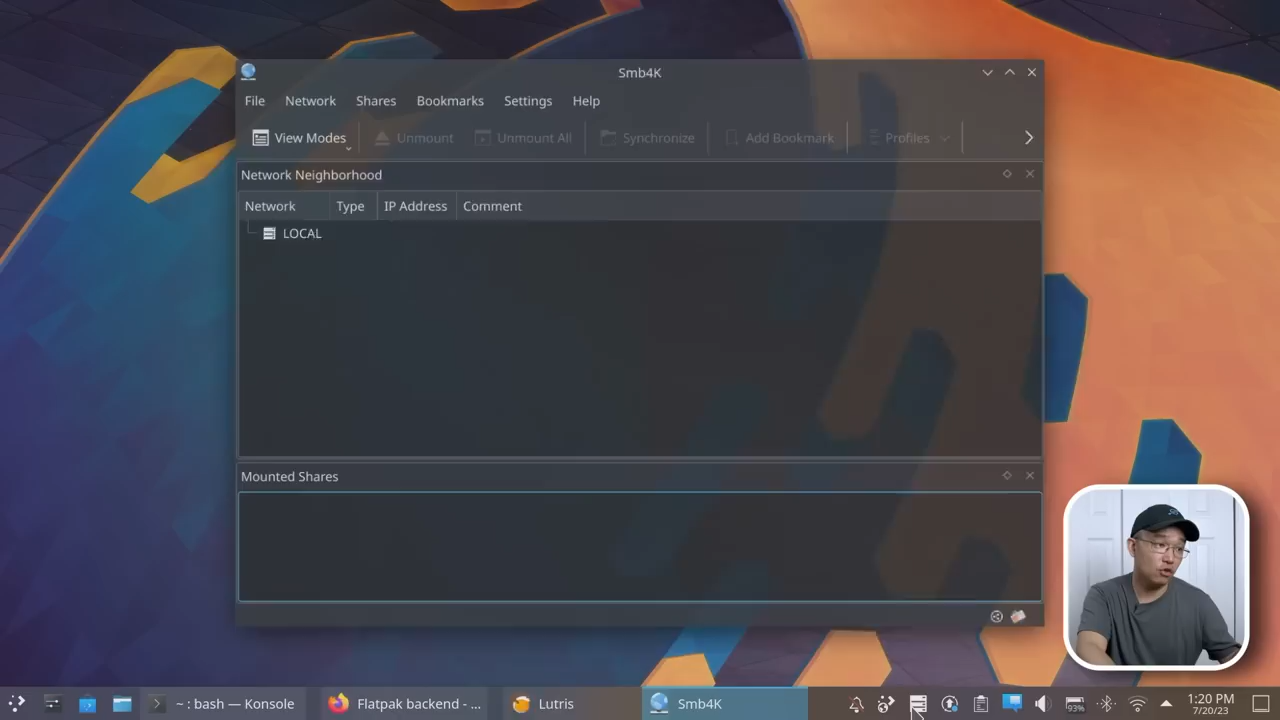 Smb4K
File Network Shares Bookmarks Settings Help
View Modes Unmount Unmount All Synchronize Add Bookmark Profiles
Network Neighborhood
Network Type IP Address Comment
LOCAL
Mounted Shares
~ : bash — Konsole Flatpak backend - ... Lutris Smb4K 93% 1:20 PM
7/20/23